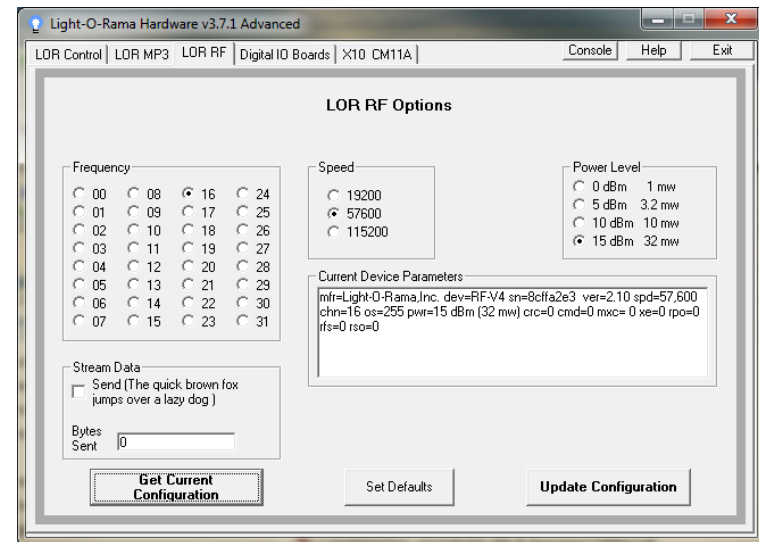 Light-O-Rama Hardware v3.7.1 Advanced
LOR Control LOR MP3 LOR RF Digital IO Boards X10 CM11A Console Help Exit
LOR RF Options
Frequency
00 08 16 24
01 09 17 25
02 10 18 26
03 11 19 27
04 12 20 28
05 13 21 29
06 14 22 30
07 15 23 31
Speed
19200
57600
115200
Power Level
0 dBm 1 mw
5 dBm 3.2 mw
10 dBm 10 mw
15 dBm 32 mw
Current Device Parameters
mfr=Light-O-Rama,Inc. dev=RF-V4 sn=8cffa2e3 ver=2.10 spd=57,600
chn=16 os=255 pwr=15 dBm (32 mw) crc=0 cmd=0 mxc= 0 xe=0 rpo=0
rfs=0 rso=0
Stream Data
Send (The quick brown fox
jumps over a lazy dog )
Bytes
Sent 0
Get Current
Configuration
Set Defaults
Update Configuration